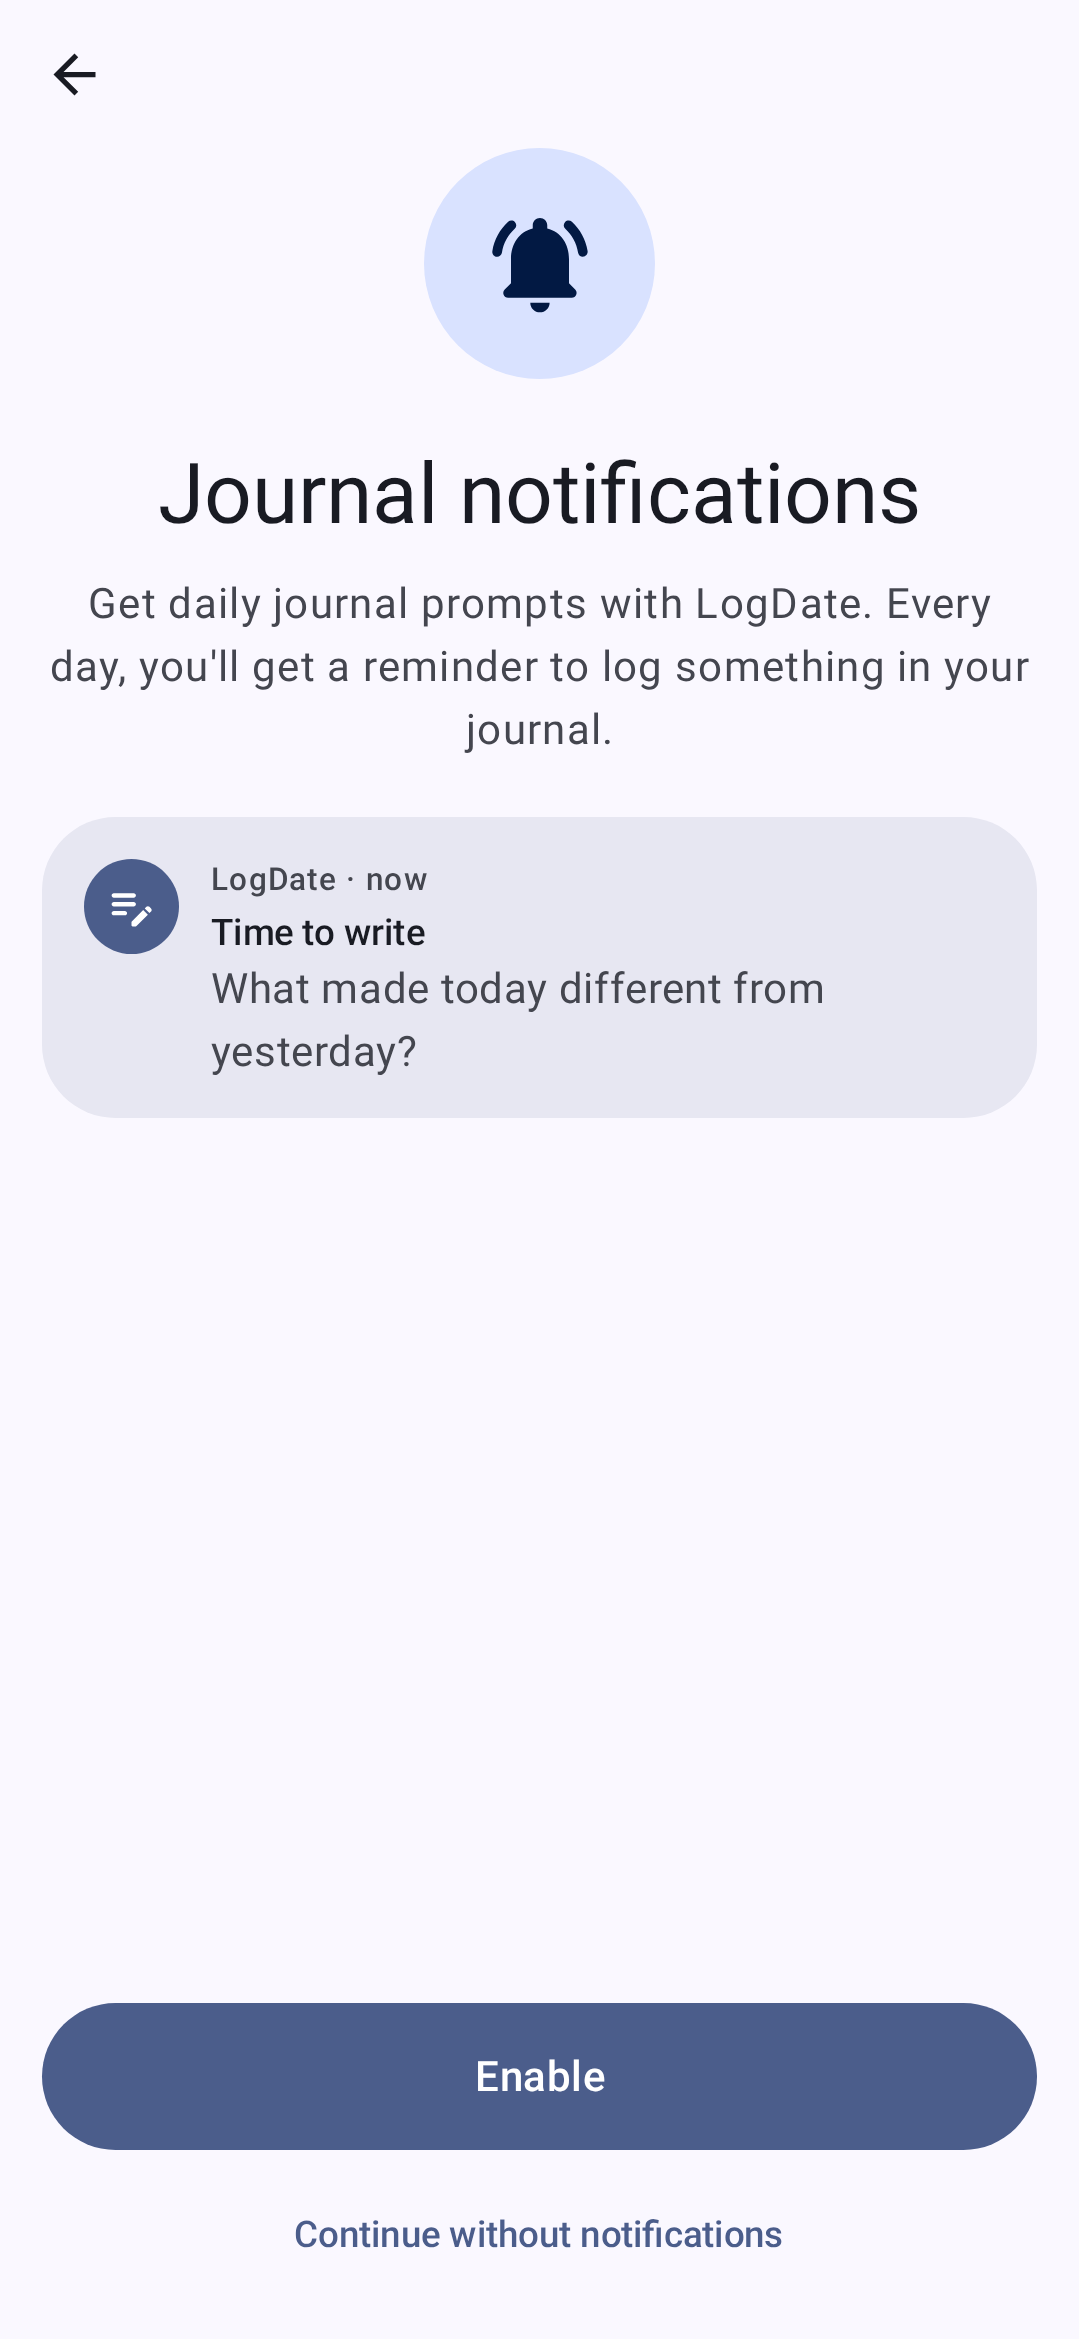 Journal notifications
Get daily journal prompts with LogDate. Every
day, you'll get a reminder to log something in your
journal.
LogDate · now
Time to write
What made today different from
yesterday?
Enable
Continue without notifications